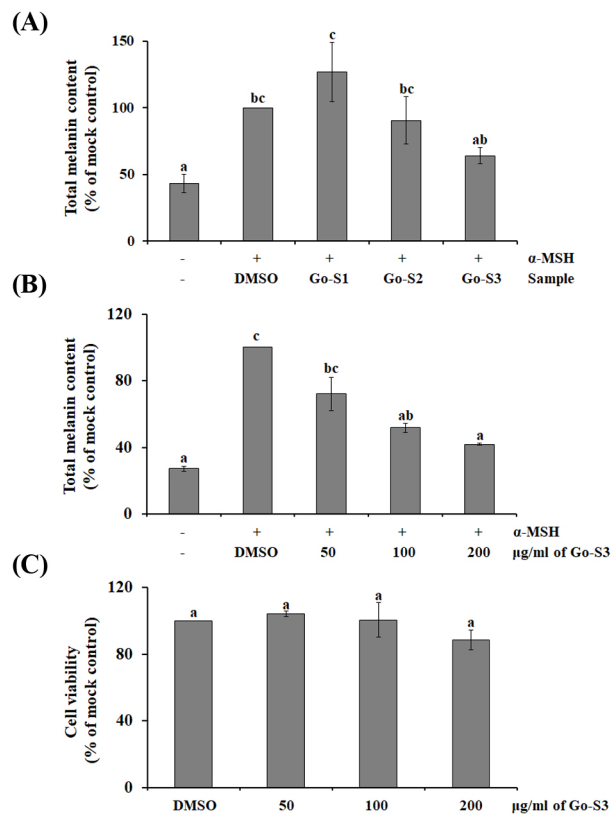 (A)
Total melanin content
(% of mock control)
150
100
50
0
a
bc
c
bc
ab
- + + + + α-MSH
- DMSO Go-S1 Go-S2 Go-S3 Sample
(B)
Total melanin content
(% of mock control)
120
80
40
0
a
c
bc
ab
a
- + + + + α-MSH
- DMSO 50 100 200 µg/ml of Go-S3
(C)
Cell viability
(% of mock control)
120
80
40
0
a
a
a
a
DMSO 50 100 200 µg/ml of Go-S3